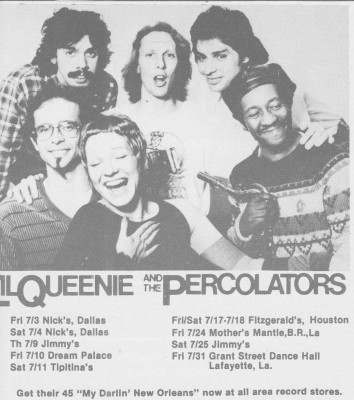 IL QUEENIE AND THE PERCOLATORS
Fri 7/3 Nick's, Dallas
Sat 7/4 Nick's, Dallas
Th 7/9 Jimmy's
Fri 7/10 Dream Palace
Sat 7/11 Tipitina's
Fri/Sat 7/17-7/18 Fitzgerald's, Houston
Fri 7/24 Mother's Mantle,B.R.,La
Sat 7/25 Jimmy's
Fri 7/31 Grant Street Dance Hall
Lafayette, La.
Get their 45 "My Darlin' New Orleans" now at all area record stores.